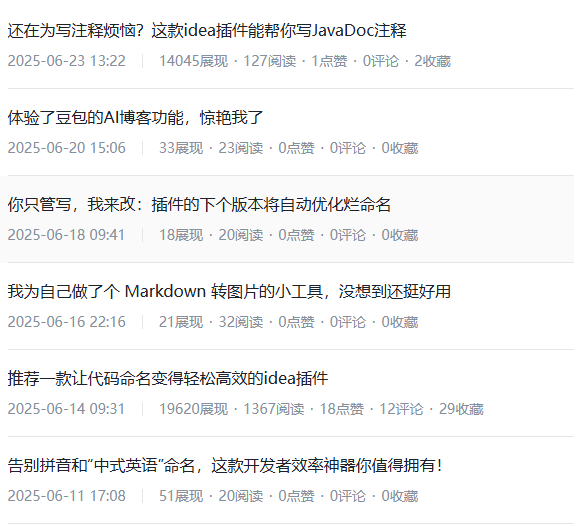 还在为写注释烦恼？这款idea插件能帮你写JavaDoc注释
2025-06-23 13:22 | 14045展现 · 127阅读 · 1点赞 · 0评论 · 2收藏
体验了豆包的AI博客功能，惊艳我了
2025-06-20 15:06 | 33展现 · 23阅读 · 0点赞 · 0评论 · 0收藏
你只管写，我来改：插件的下个版本将自动优化烂命名
2025-06-18 09:41 | 18展现 · 20阅读 · 0点赞 · 0评论 · 0收藏
我为自己做了个 Markdown 转图片的小工具，没想到还挺好用
2025-06-16 22:16 | 21展现 · 32阅读 · 0点赞 · 0评论 · 0收藏
推荐一款让代码命名变得轻松高效的idea插件
2025-06-14 09:31 | 19620展现 · 1367阅读 · 18点赞 · 12评论 · 29收藏
告别拼音和“中式英语”命名，这款开发者效率神器你值得拥有！
2025-06-11 17:08 | 51展现 · 20阅读 · 0点赞 · 0评论 · 0收藏